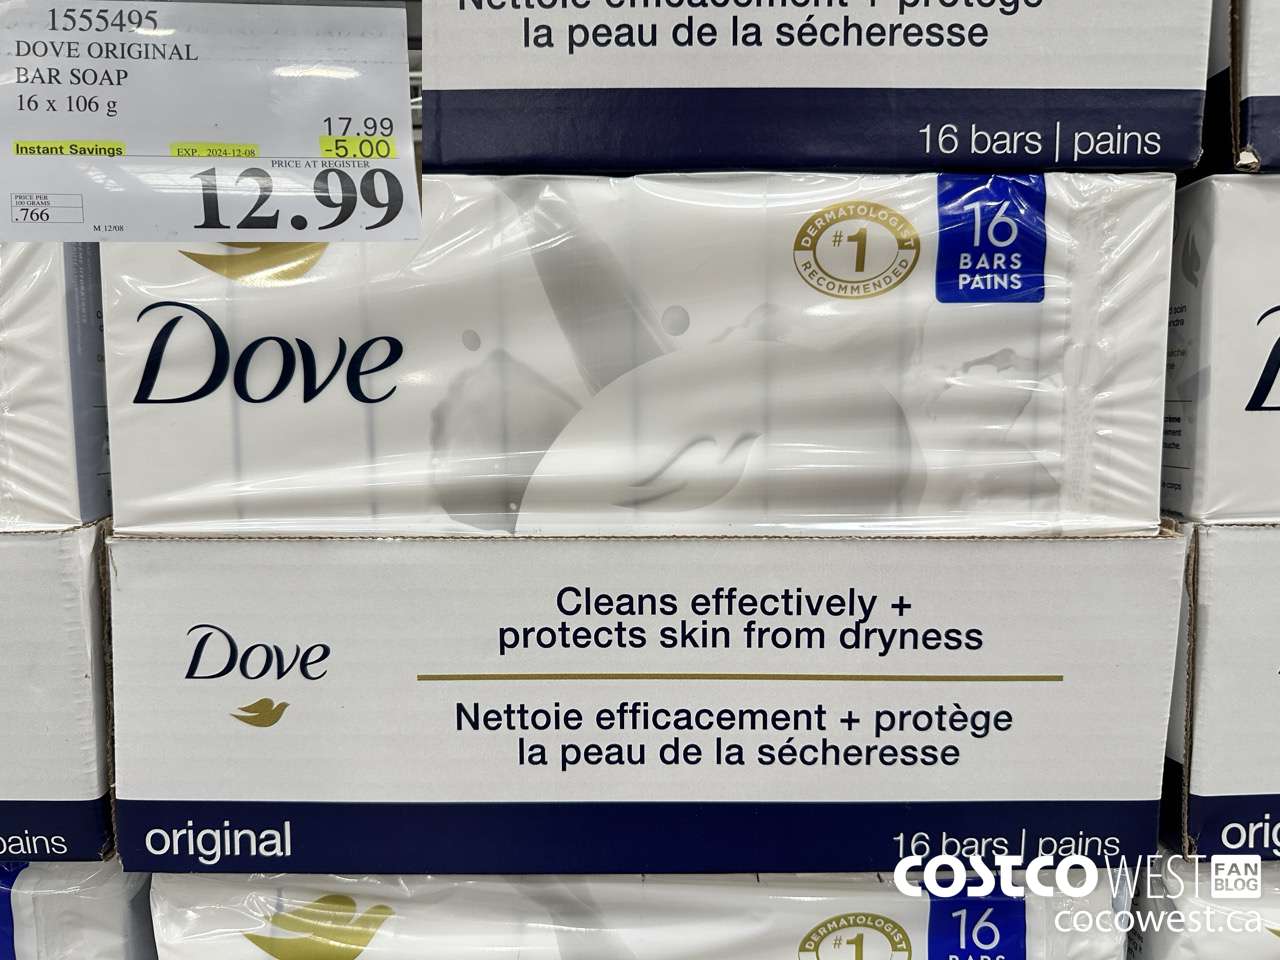 1555495
DOVE ORIGINAL
BAR SOAP
16 x 106 g
17.99
Instant Savings EXP. 2024-12-08 -5.00
PRICE AT REGISTER
12.99
PRICE PER
100 GRAMS
.766
M 12/08
Nettoie efficacement + protège
la peau de la sécheresse
16 bars | pains
DERMATOLOGIST
#1
RECOMMENDED
16
BARS
PAINS
Dove
Cleans effectively +
protects skin from dryness
Dove
Nettoie efficacement + protège
la peau de la sécheresse
original
16 bars | pains
pains
orig
DERMATOLOGIST
#1
16
BARS
COSTCO WEST FAN BLOG
cocowest.ca